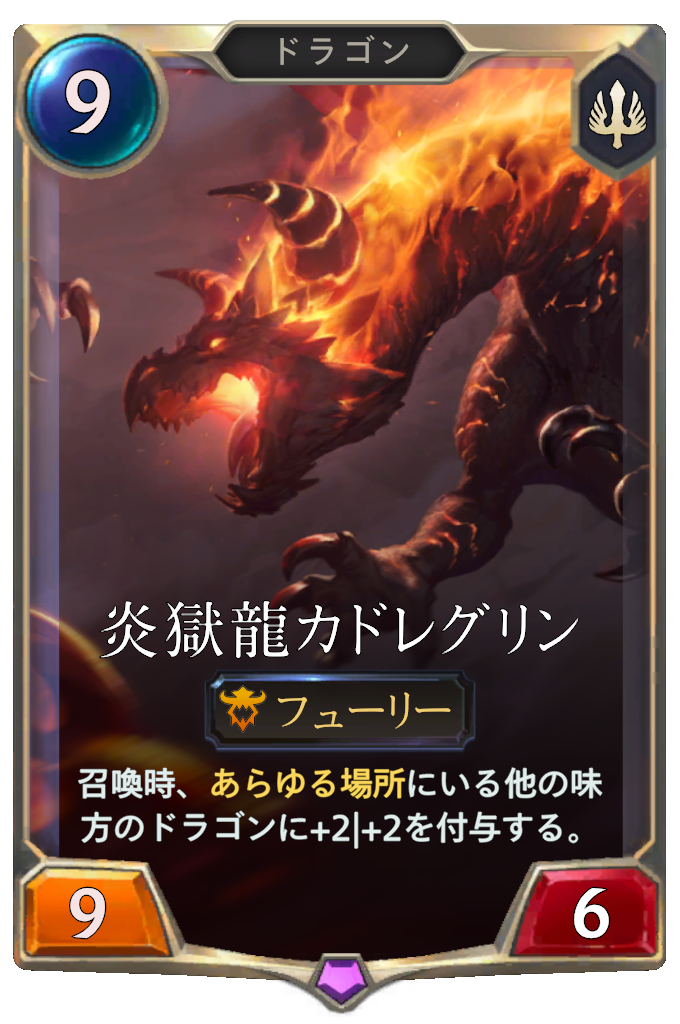 ドラゴン
9
炎獄龍カドレグリン
フューリー
召喚時、あらゆる場所にいる他の味
方のドラゴンに+2|+2を付与する。
9
6